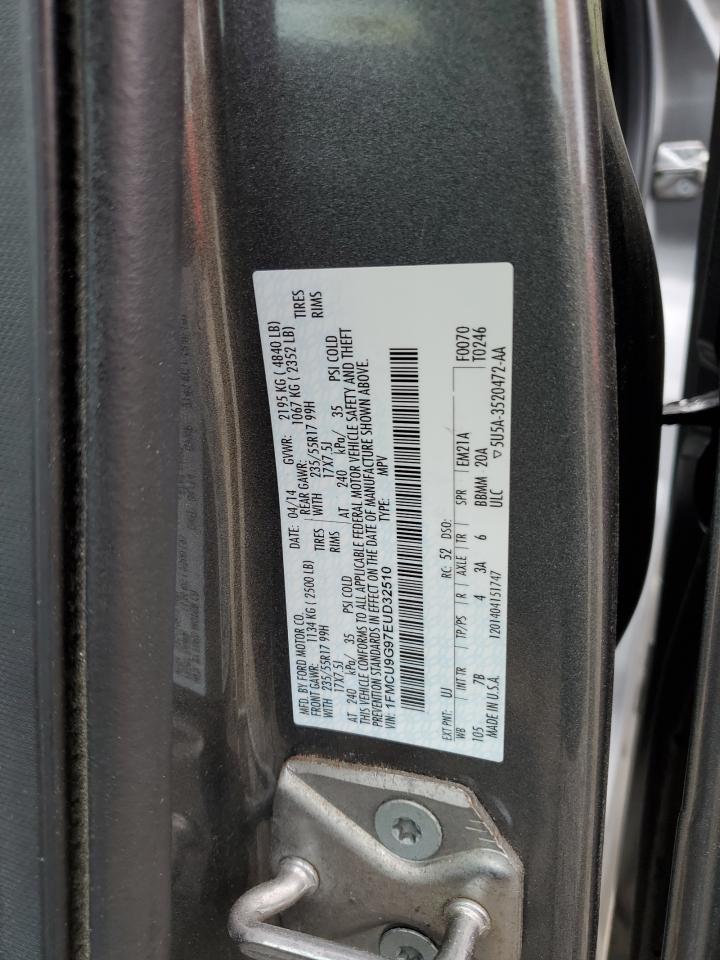 MFD. BY FORD MOTOR CO. DATE: 04/14 GVWR: 2195 KG ( 4840 LB)
FRONT GAWR: 1134 KG ( 2500 LB) REAR GAWR: 1067 KG ( 2352 LB)
WITH 235/55R17 99H TIRES WITH 235/55R17 99H TIRES
17X7.5J RIMS 17X7.5J RIMS
AT 240 kPa/ 35 PSI COLD AT 240 kPa/ 35 PSI COLD
THIS VEHICLE CONFORMS TO ALL APPLICABLE FEDERAL MOTOR VEHICLE SAFETY AND THEFT
PREVENTION STANDARDS IN EFFECT ON THE DATE OF MANUFACTURE SHOWN ABOVE.
VIN: 1FMCU9G97EUD32510 TYPE: MPV
EXT PNT: UJ RC: 52 DSO:
WB INT TR TP/PS R AXLE TR SPR EM21A F0070
105 7B 4 3A 6 BBMM 20A T0246
MADE IN U.S.A. 1201404151747 ULC ▽5U5A-3520472-AA